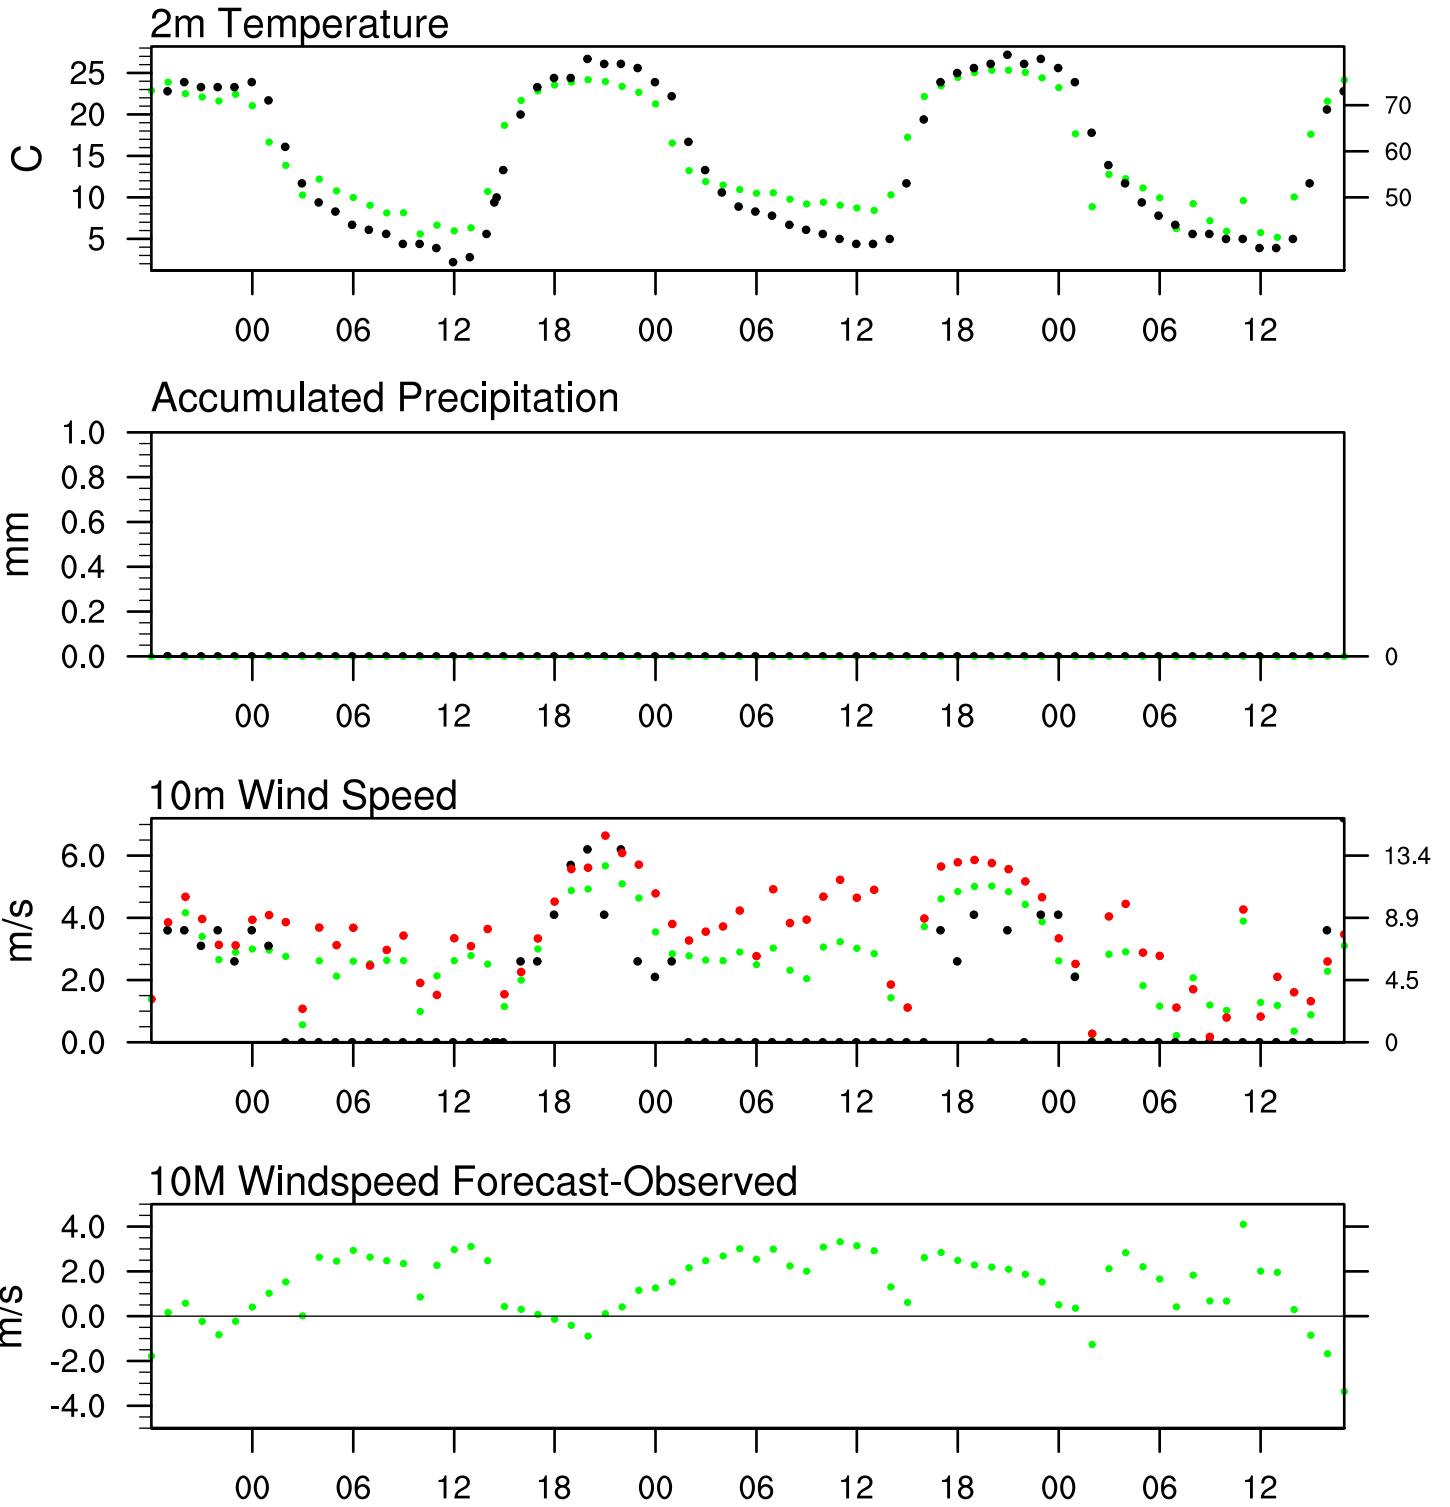 2m Temperature
25
20
15
10
5
C
70
60
50
00 06 12 18 00 06 12 18 00 06 12
Accumulated Precipitation
1.0
0.8
0.6
0.4
0.2
0.0
mm
0
00 06 12 18 00 06 12 18 00 06 12
10m Wind Speed
6.0
4.0
2.0
0.0
m/s
13.4
8.9
4.5
0
00 06 12 18 00 06 12 18 00 06 12
10M Windspeed Forecast-Observed
4.0
2.0
0.0
-2.0
-4.0
m/s
00 06 12 18 00 06 12 18 00 06 12